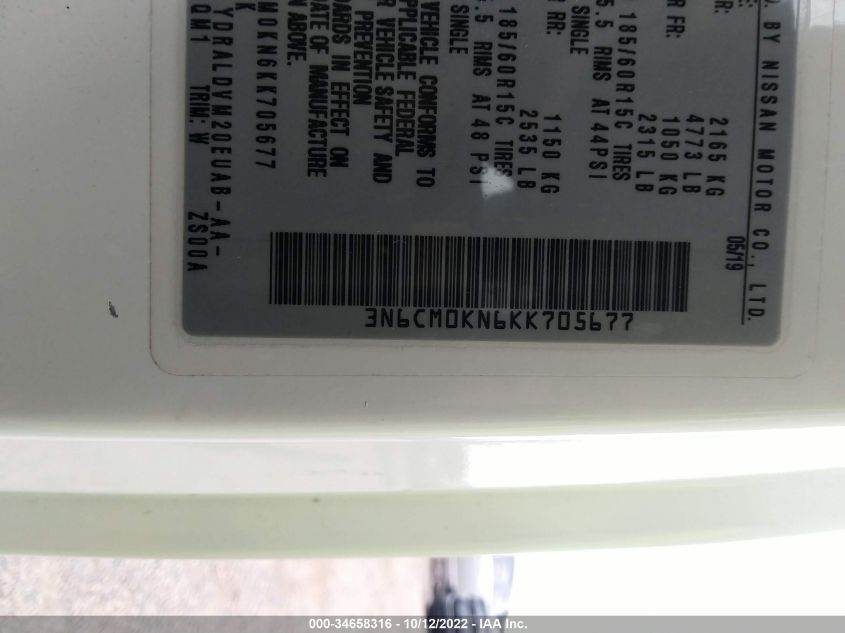 D. BY NISSAN MOTOR CO., LTD.
05/19
2165 KG
4773 LB
R FR: 1050 KG
2315 LB
185/60R15C TIRES
5.5 RIMS AT 44PSI
SINGLE
R RR: 1150 KG
2535 LB
185/60R15C TIRES
.5 RIMS AT 48 PSI
SINGLE
VEHICLE CONFORMS TO
APPLICABLE FEDERAL
R VEHICLE SAFETY AND
PREVENTION
DARDS IN EFFECT ON
DATE OF MANUFACTURE
N ABOVE.
M0KN6KK705677
K
YDRALDVM20EUAB-AA-
QM1 TRIM: W ZS00A
3N6CM0KN6KK705677
000-34658316 - 10/12/2022 - IAA Inc.